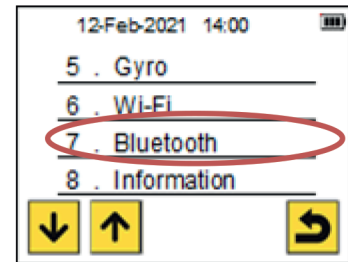 12-Feb-2021 14:00
5 . Gyro
6 . Wi-Fi
7 . Bluetooth
8 . Information